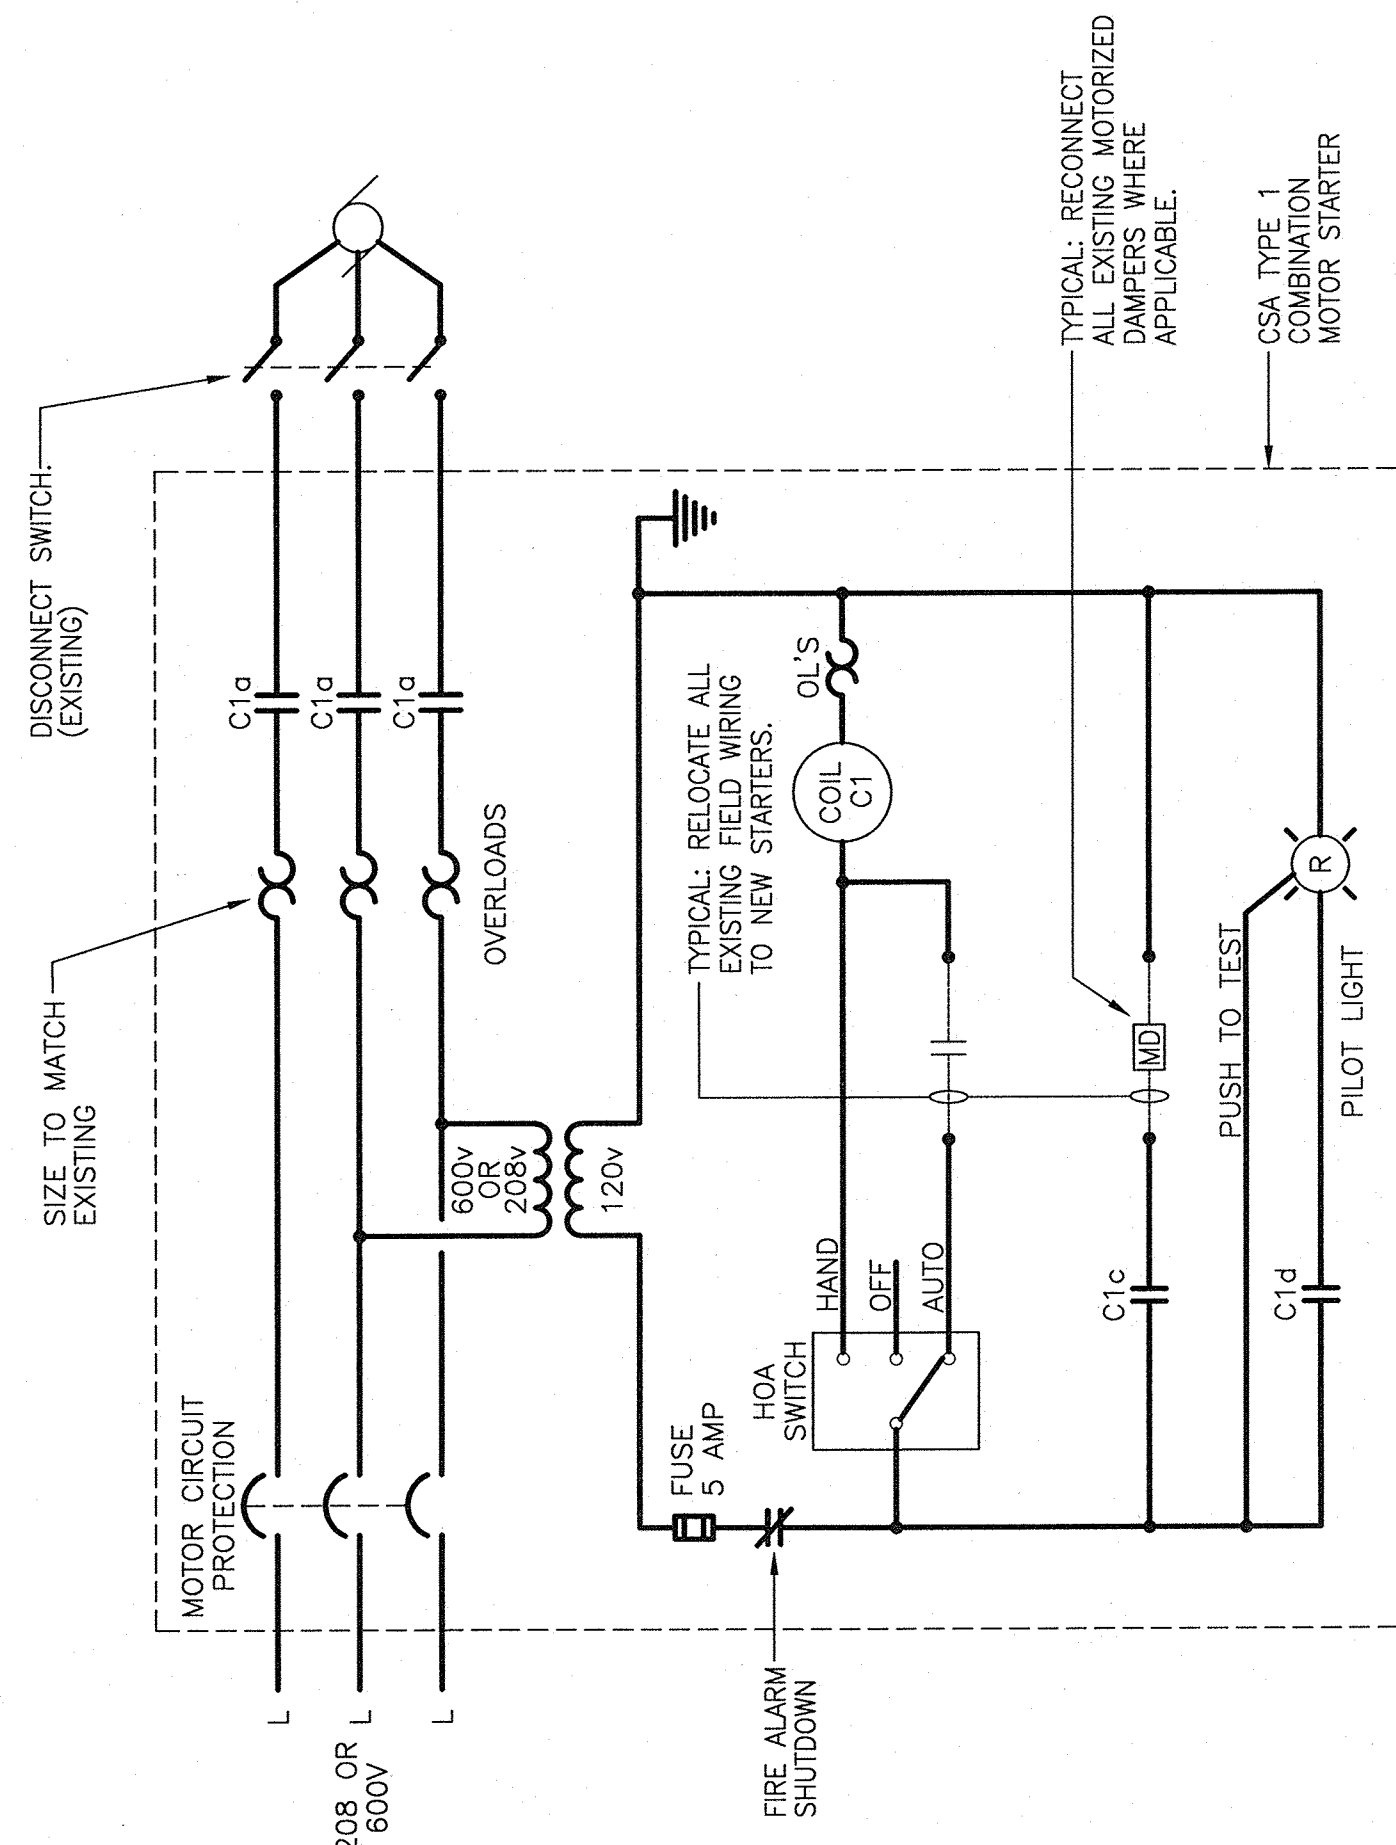 DISCONNECT SWITCH.
(EXISTING)
SIZE TO MATCH
EXISTING
MOTOR CIRCUIT
PROTECTION
L
L
L
208 OR
600V
C1a
C1a
C1a
OVERLOADS
600v
OR
208v
120v
FUSE
5 AMP
FIRE ALARM
SHUTDOWN
HOA
SWITCH
HAND
OFF
AUTO
TYPICAL: RELOCATE ALL
EXISTING FIELD WIRING
TO NEW STARTERS.
COIL
C1
OL'S
TYPICAL: RECONNECT
ALL EXISTING MOTORIZED
DAMPERS WHERE
APPLICABLE.
C1c
MD
PUSH TO TEST
C1d
R
PILOT LIGHT
CSA TYPE 1
COMBINATION
MOTOR STARTER